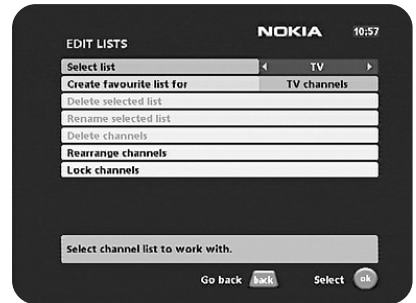 NOKIA 10:57
EDIT LISTS
Select list TV
Create favourite list for TV channels
Delete selected list
Rename selected list
Delete channels
Rearrange channels
Lock channels
Select channel list to work with.
Go back back Select ok